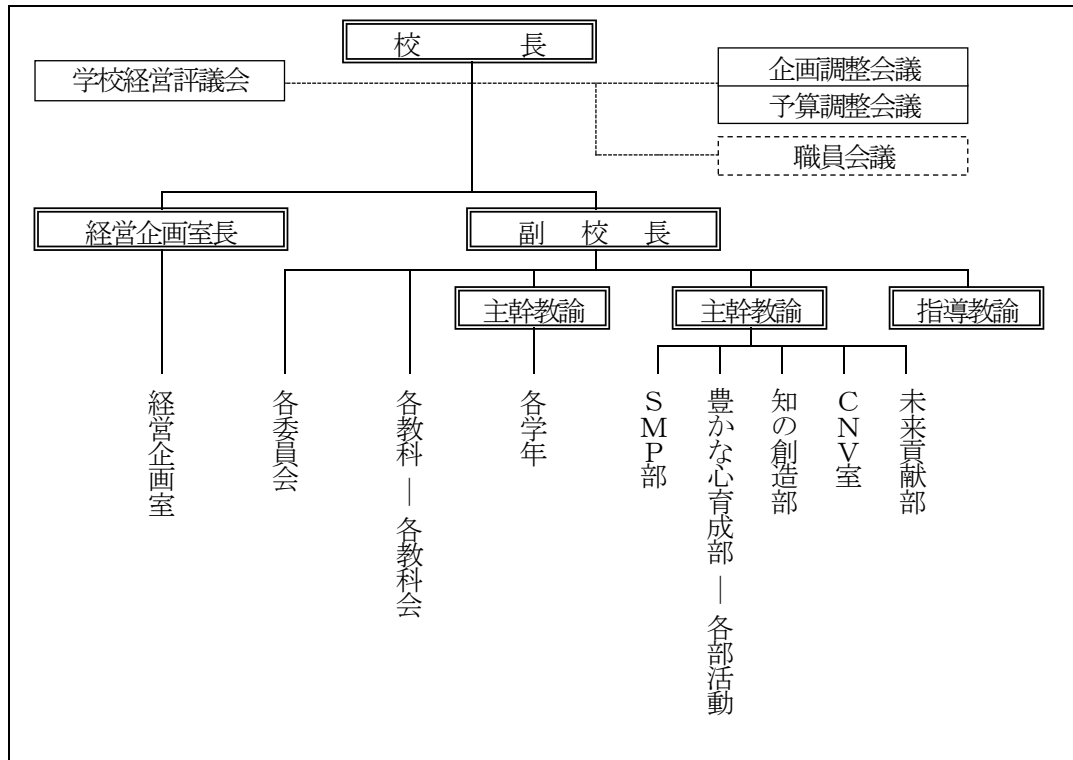 校　　　長
学校経営評議会
企画調整会議
予算調整会議
職員会議
経営企画室長
副　校　長
主幹教諭
主幹教諭
指導教諭
経営企画室
各委員会
各教科｜各教科会
各学年
ＳＭＰ部
豊かな心育成部｜各部活動
知の創造部
ＣＮＶ室
未来貢献部